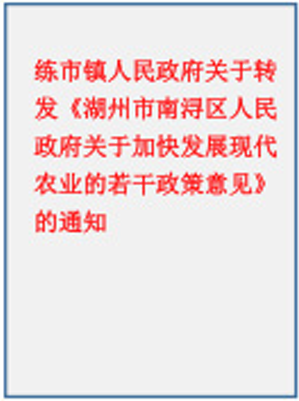 练市镇人民政府关于转
发《湖州市南浔区人民
政府关于加快发展现代
农业的若干政策意见》
的通知